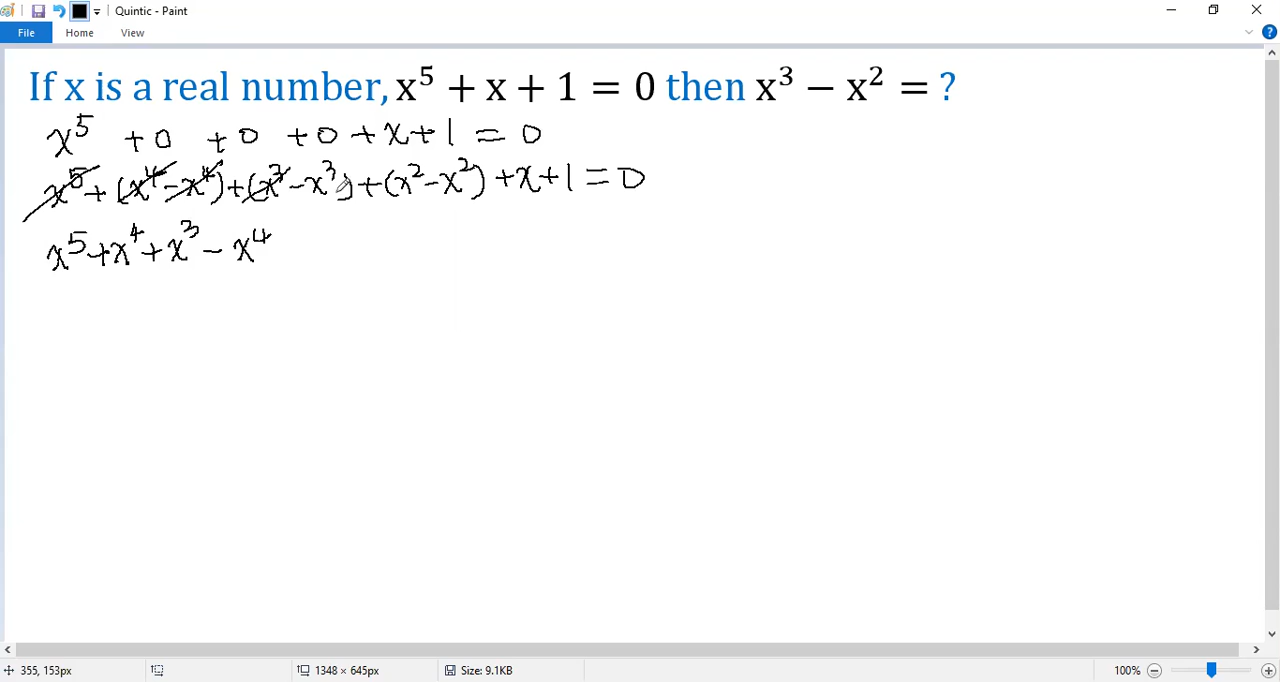 Quintic - Paint
File Home View
If x is a real number, x⁵ + x + 1 = 0 then x³ − x² = ?
x⁵ + 0 + 0 + 0 + x + 1 = 0
x⁵ + (x⁴ − x⁴) + (x³ − x³) + (x² − x²) + x + 1 = 0
x⁵ + x⁴ + x³ − x⁴
355, 153px 1348 × 645px Size: 9.1KB 100%